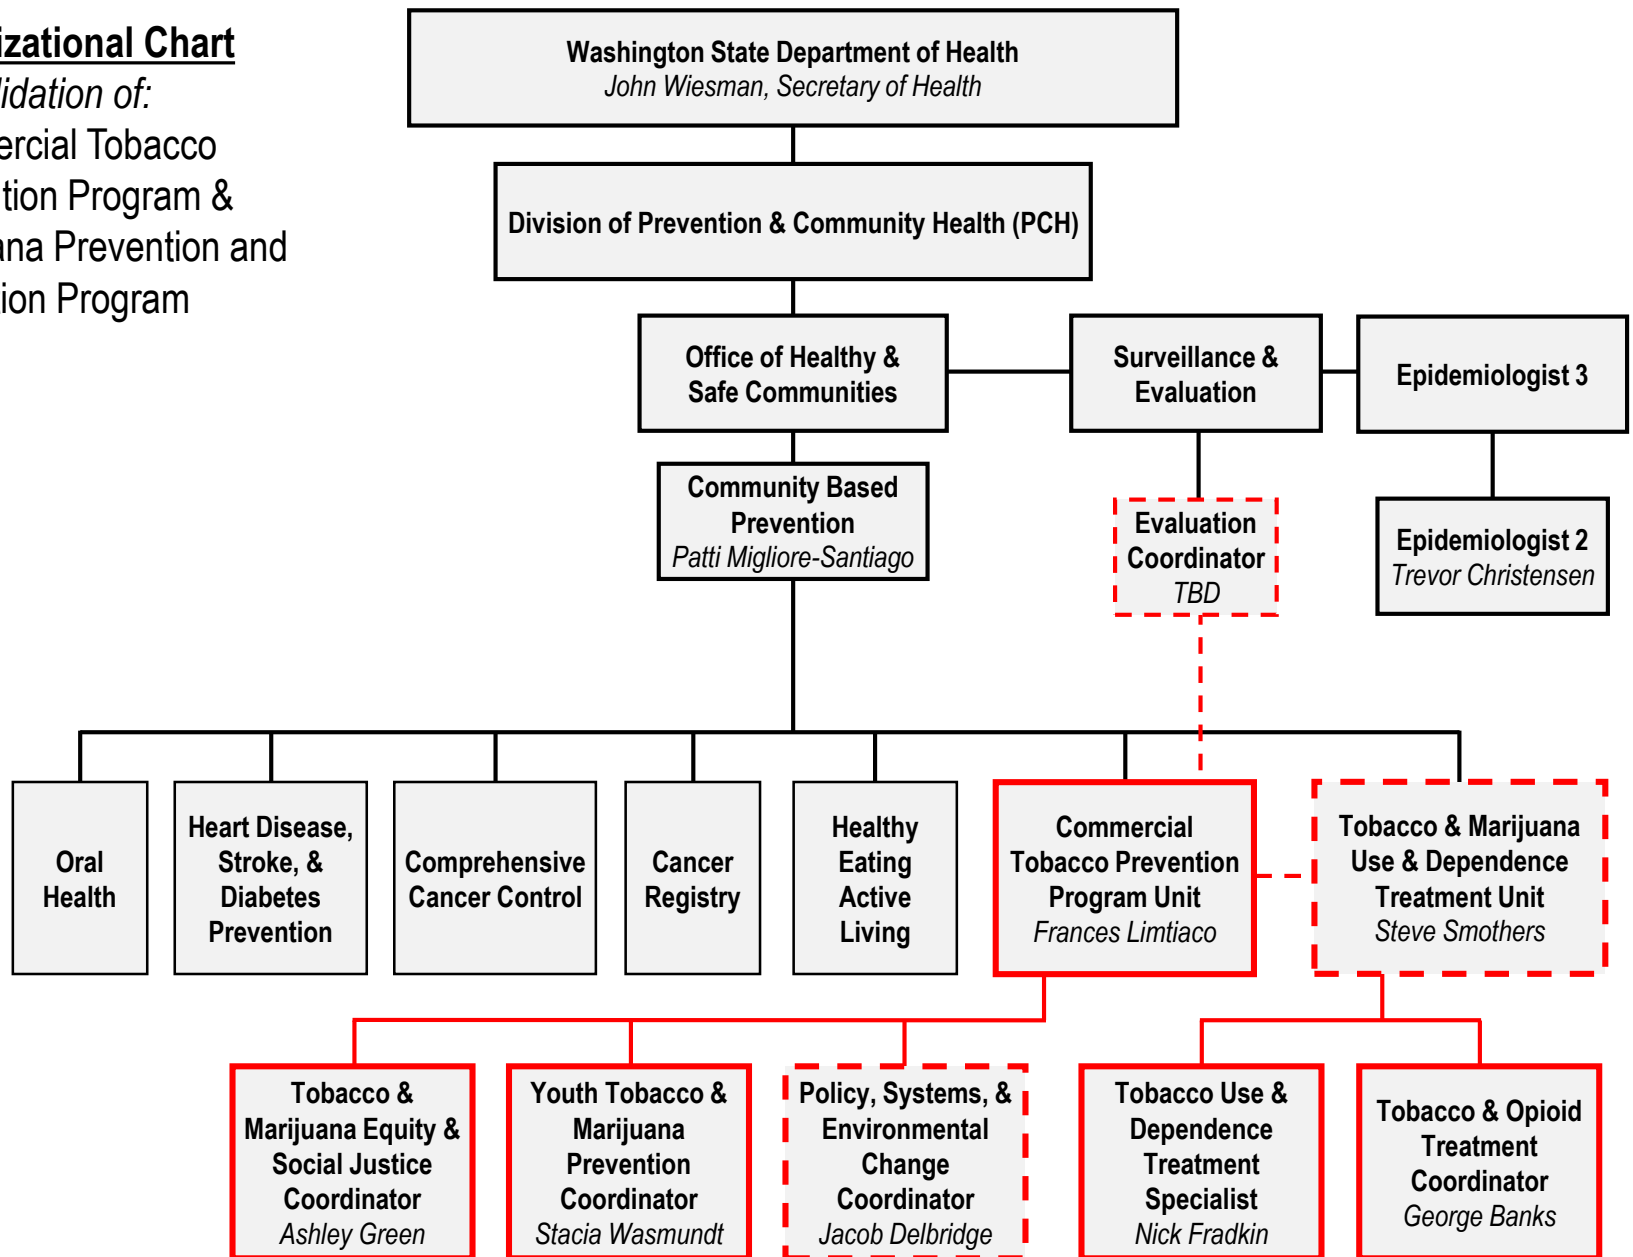 izational Chart
lidation of:
ercial Tobacco
tion Program &
ana Prevention and
tion Program
Washington State Department of Health
John Wiesman, Secretary of Health
Division of Prevention & Community Health (PCH)
Office of Healthy &
Safe Communities
Surveillance &
Evaluation
Epidemiologist 3
Community Based
Prevention
Patti Migliore-Santiago
Evaluation
Coordinator
TBD
Epidemiologist 2
Trevor Christensen
Oral
Health
Heart Disease,
Stroke, &
Diabetes
Prevention
Comprehensive
Cancer Control
Cancer
Registry
Healthy
Eating
Active
Living
Commercial
Tobacco Prevention
Program Unit
Frances Limtiaco
Tobacco & Marijuana
Use & Dependence
Treatment Unit
Steve Smothers
Tobacco &
Marijuana Equity &
Social Justice
Coordinator
Ashley Green
Youth Tobacco &
Marijuana
Prevention
Coordinator
Stacia Wasmundt
Policy, Systems, &
Environmental
Change
Coordinator
Jacob Delbridge
Tobacco Use &
Dependence
Treatment
Specialist
Nick Fradkin
Tobacco & Opioid
Treatment
Coordinator
George Banks